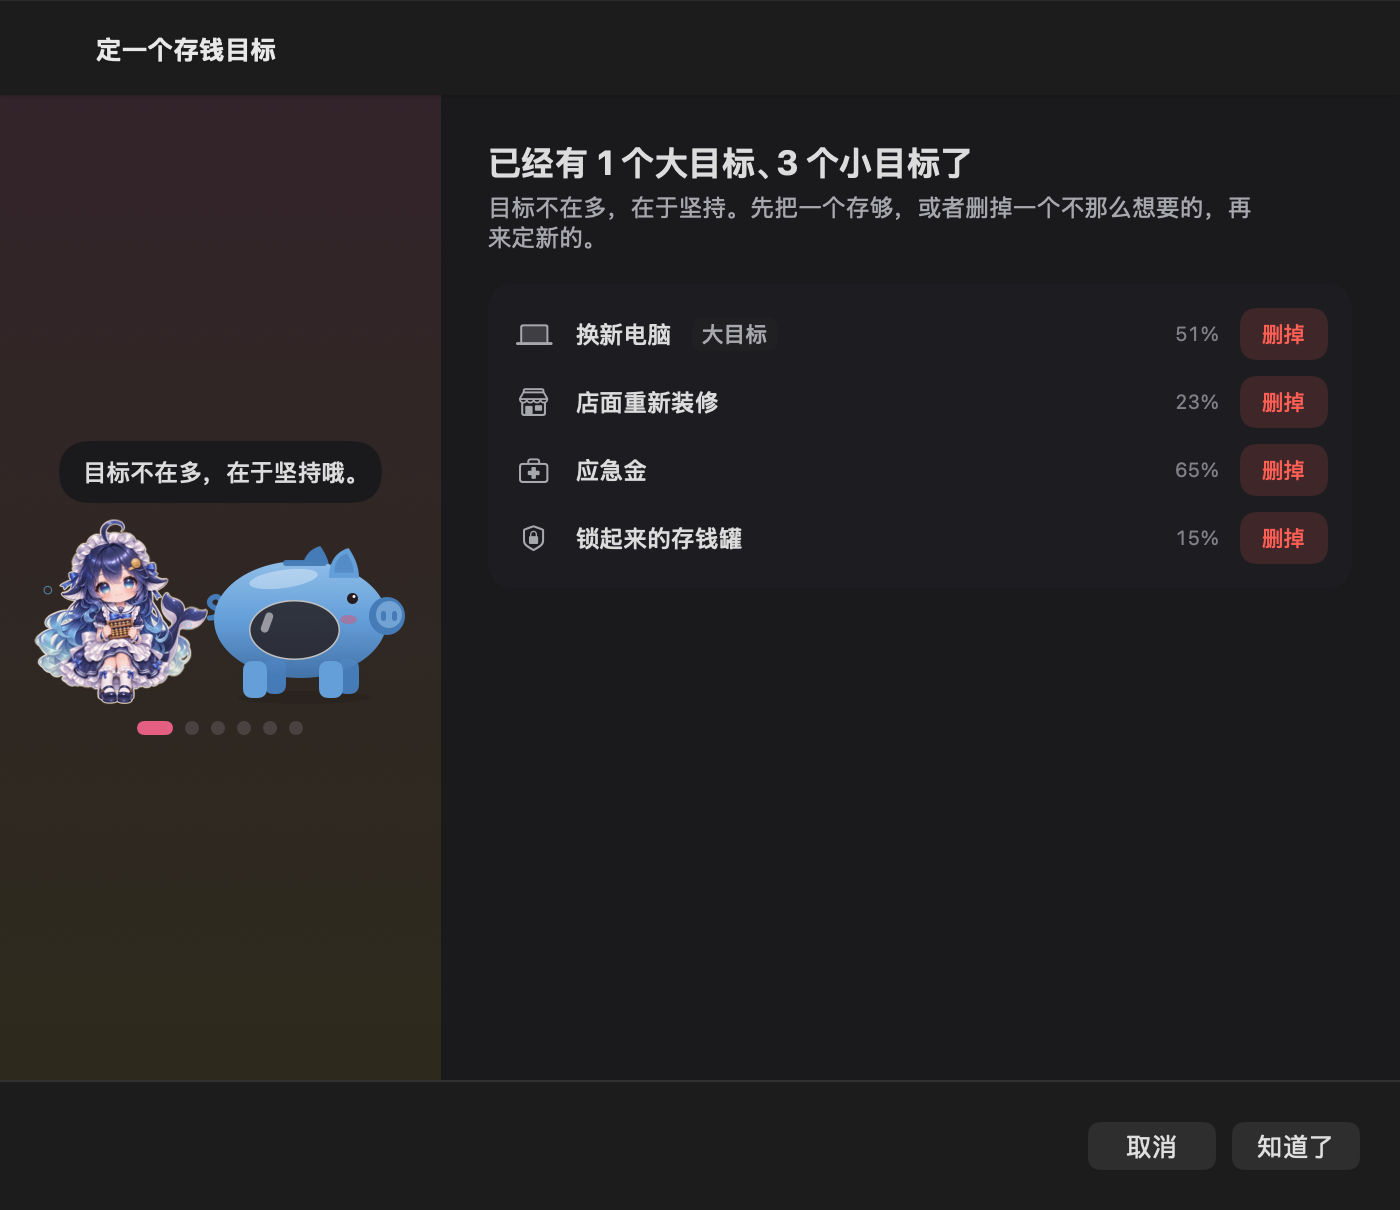 定一个存钱目标
已经有 1 个大目标、3 个小目标了
目标不在多，在于坚持。先把一个存够，或者删掉一个不那么想要的，再
来定新的。
换新电脑 大目标 51% 删掉
店面重新装修 23% 删掉
应急金 65% 删掉
锁起来的存钱罐 15% 删掉
目标不在多，在于坚持哦。
取消 知道了